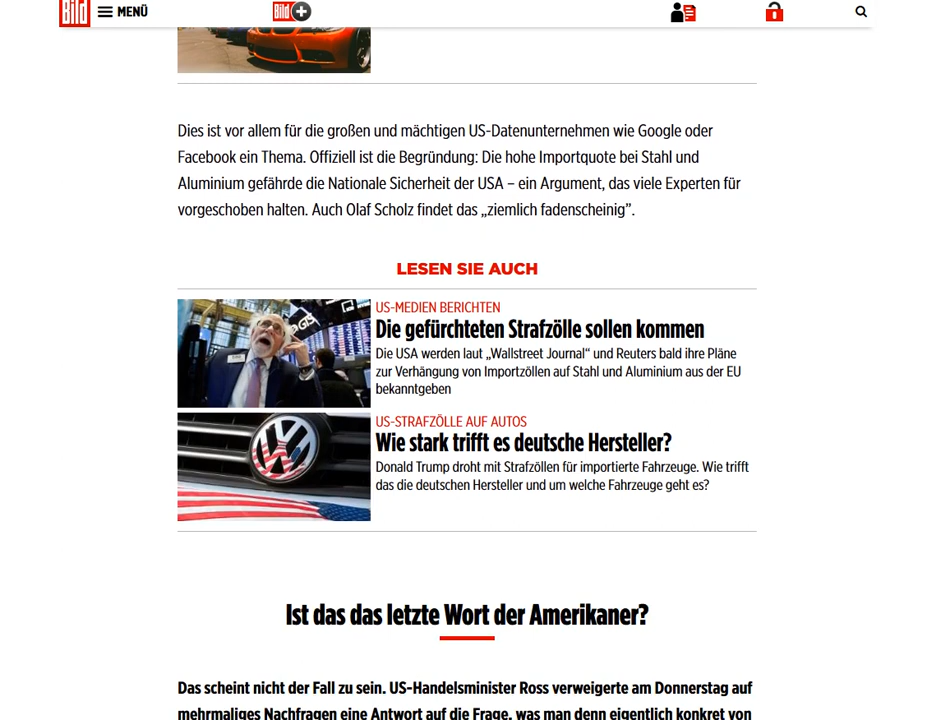 Bild MENÜ Bild +
Dies ist vor allem für die großen und mächtigen US-Datenunternehmen wie Google oder
Facebook ein Thema. Offiziell ist die Begründung: Die hohe Importquote bei Stahl und
Aluminium gefährde die Nationale Sicherheit der USA – ein Argument, das viele Experten für
vorgeschoben halten. Auch Olaf Scholz findet das „ziemlich fadenscheinig”.
LESEN SIE AUCH
US-MEDIEN BERICHTEN
Die gefürchteten Strafzölle sollen kommen
Die USA werden laut „Wallstreet Journal“ und Reuters bald ihre Pläne
zur Verhängung von Importzöllen auf Stahl und Aluminium aus der EU
bekanntgeben
GTS
US-STRAFZÖLLE AUF AUTOS
Wie stark trifft es deutsche Hersteller?
Donald Trump droht mit Strafzöllen für importierte Fahrzeuge. Wie trifft
das die deutschen Hersteller und um welche Fahrzeuge geht es?
Ist das das letzte Wort der Amerikaner?
Das scheint nicht der Fall zu sein. US-Handelsminister Ross verweigerte am Donnerstag auf
mehrmaliges Nachfragen eine Antwort auf die Frage, was man denn eigentlich konkret von